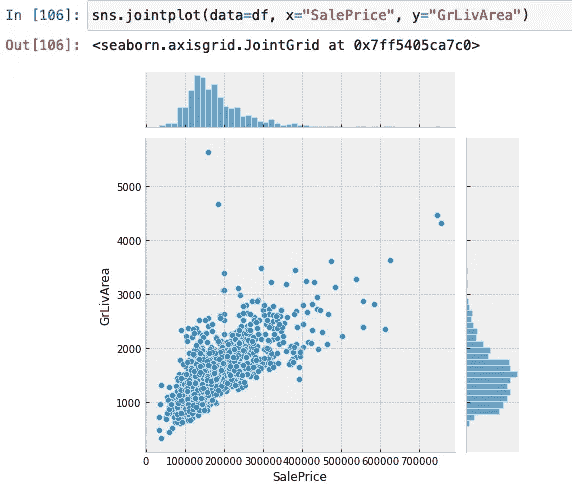 In [106]: sns.jointplot(data=df, x="SalePrice", y="GrLivArea")
Out[106]: <seaborn.axisgrid.JointGrid at 0x7ff5405ca7c0>
5000
4000
3000
2000
1000
GrLivArea
0 100000 200000 300000 400000 500000 600000 700000
SalePrice